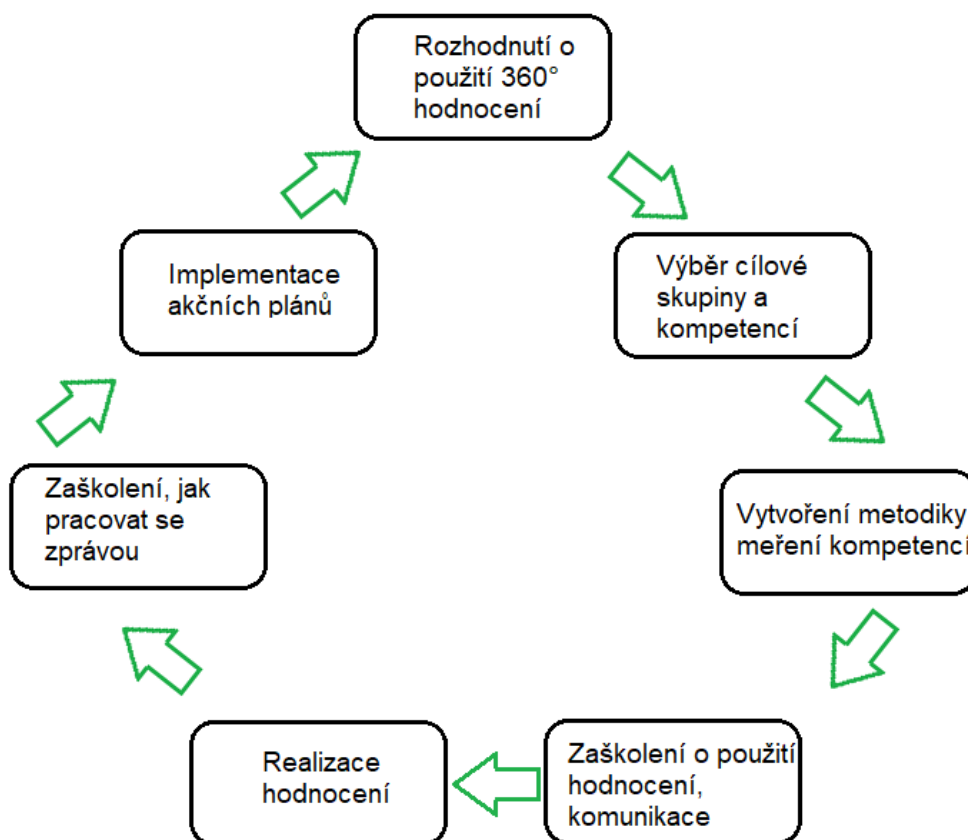 Rozhodnutí o
použití 360°
hodnocení
Výběr cílové
skupiny a
kompetencí
Vytvoření metodiky
meření kompetencí
Zaškolení o použití
hodnocení,
komunikace
Realizace
hodnocení
Zaškolení, jak
pracovat se
zprávou
Implementace
akčních plánů